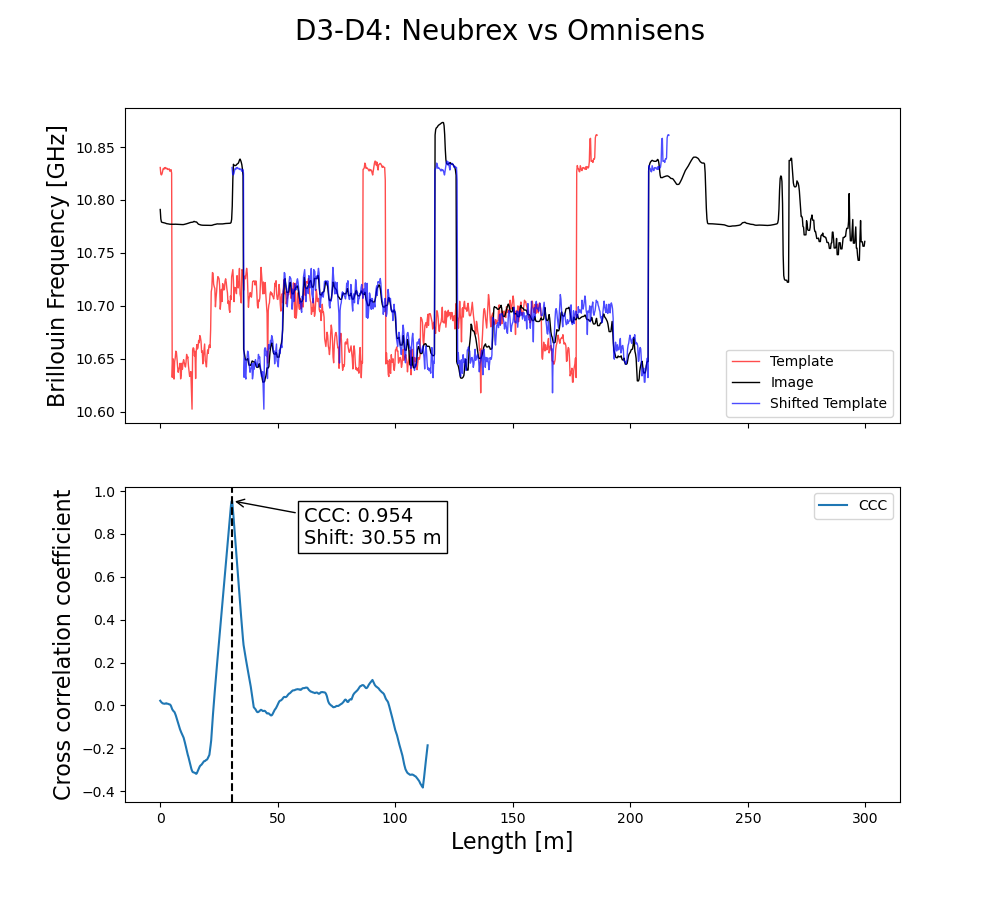 D3-D4: Neubrex vs Omnisens
Brillouin Frequency [GHz]
10.85
10.80
10.75
10.70
10.65
10.60
Template
Image
Shifted Template
Cross correlation coefficient
1.0
0.8
0.6
0.4
0.2
0.0
−0.2
−0.4
CCC: 0.954
Shift: 30.55 m
CCC
0 50 100 150 200 250 300
Length [m]